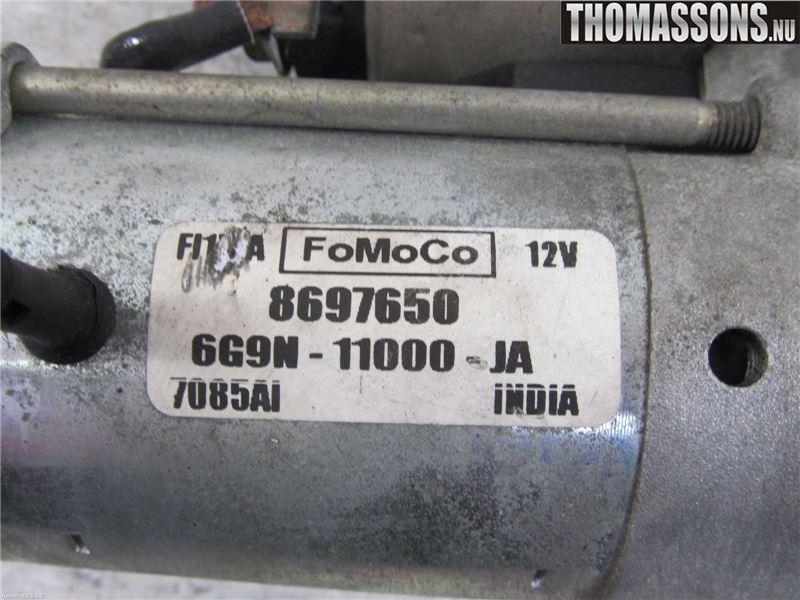 THOMASSONS.NU
FoMoCo 12V
8697650
6G9N - 11000 - JA
7085AI INDIA